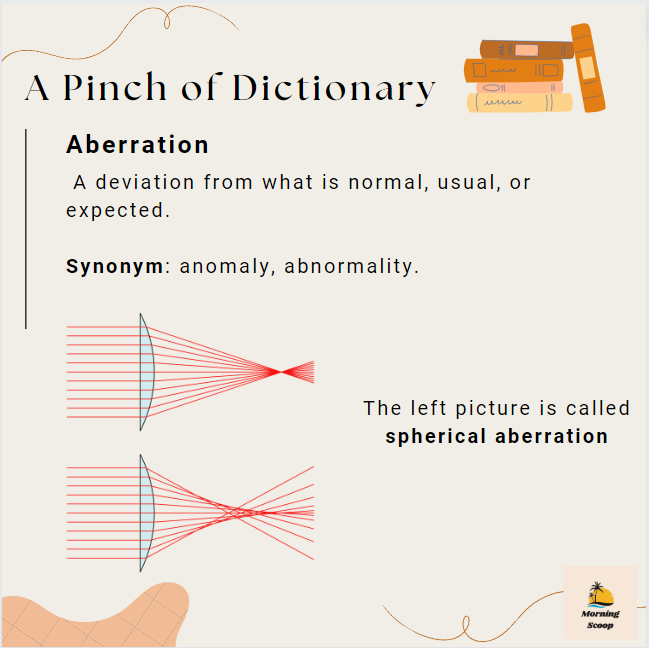 A Pinch of Dictionary
Aberration
A deviation from what is normal, usual, or
expected.
Synonym: anomaly, abnormality.
The left picture is called
spherical aberration
Morning
Scoop